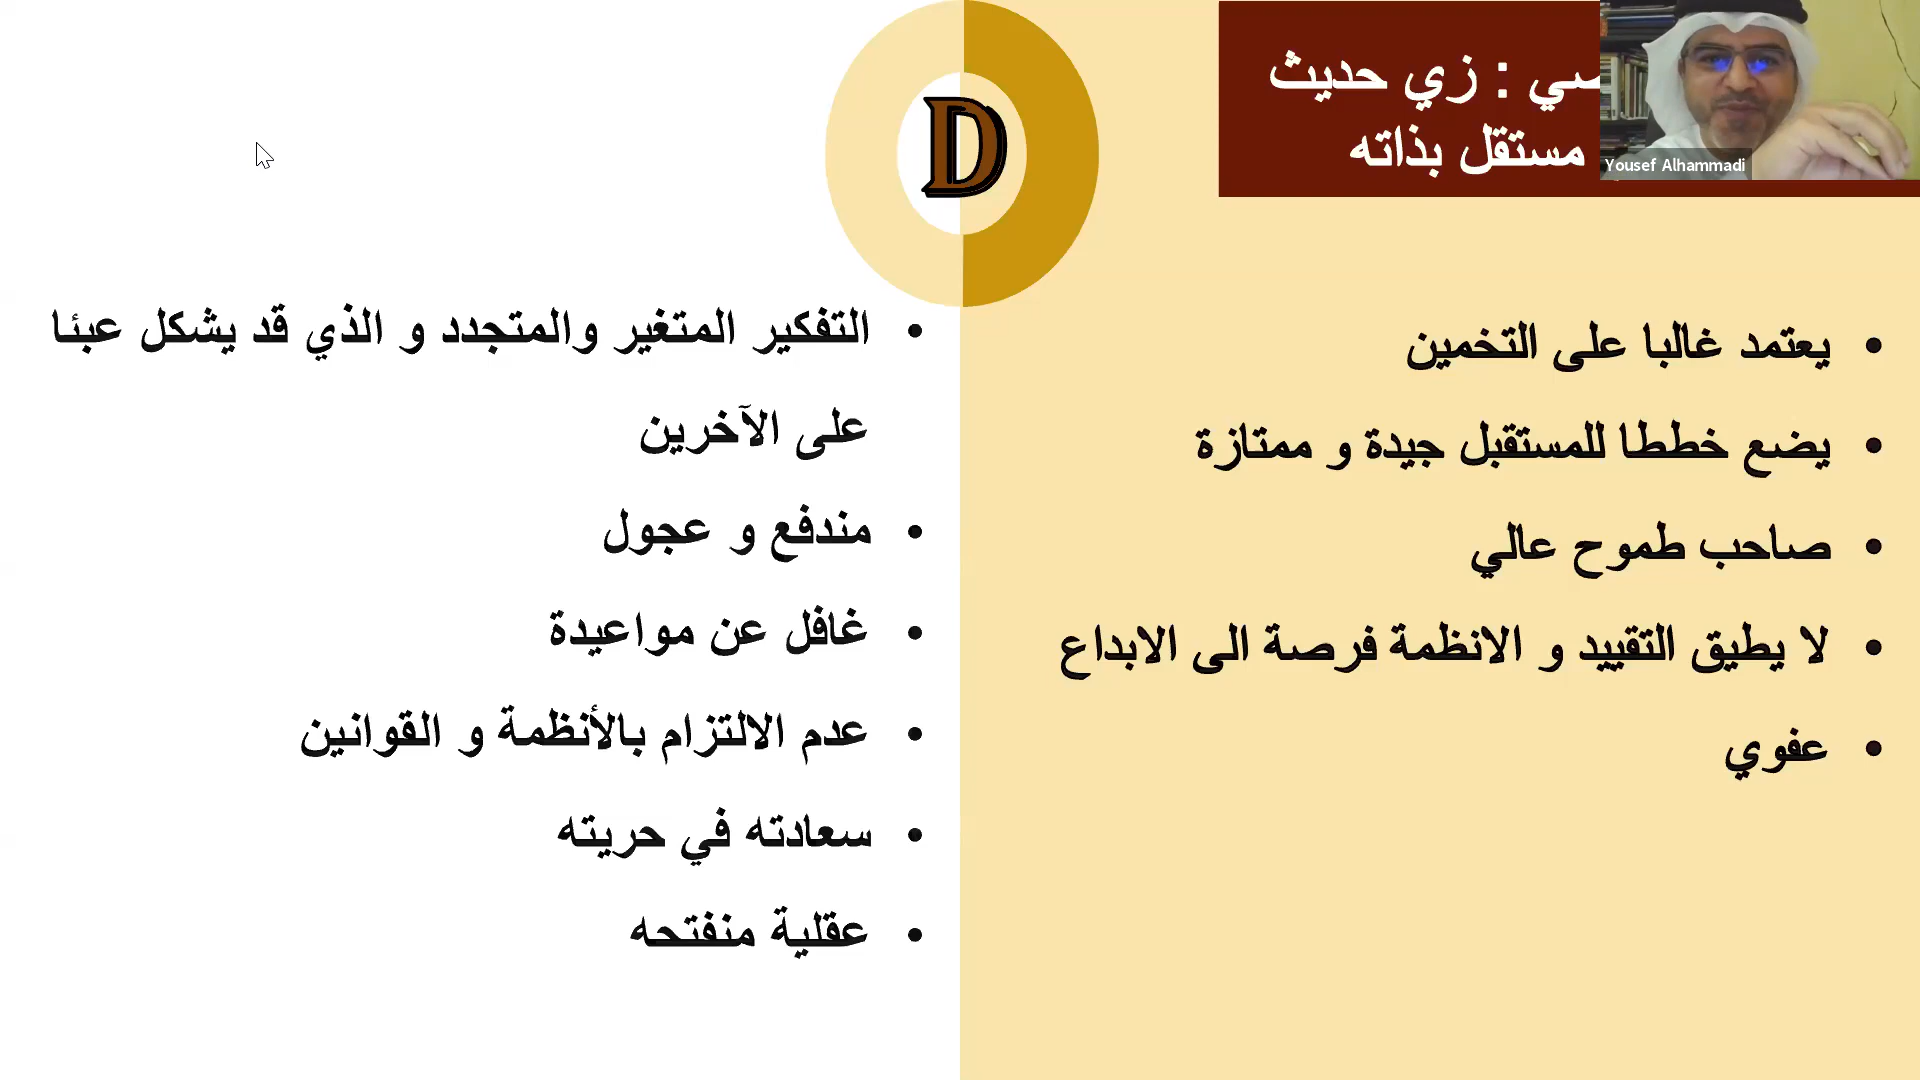 : زي حديث
مستقل بذاته
Yousef Alhammadi
D
• يعتمد غالبا على التخمين
• يضع خططا للمستقبل جيدة و ممتازة
• صاحب طموح عالي
• لا يطيق التقييد و الانظمة فرصة الى الابداع
• عفوي
• التفكير المتغير والمتجدد و الذي قد يشكل عبئا
على الآخرين
• مندفع و عجول
• غافل عن مواعيدة
• عدم الالتزام بالأنظمة و القوانين
• سعادته في حريته
• عقلية منفتحه